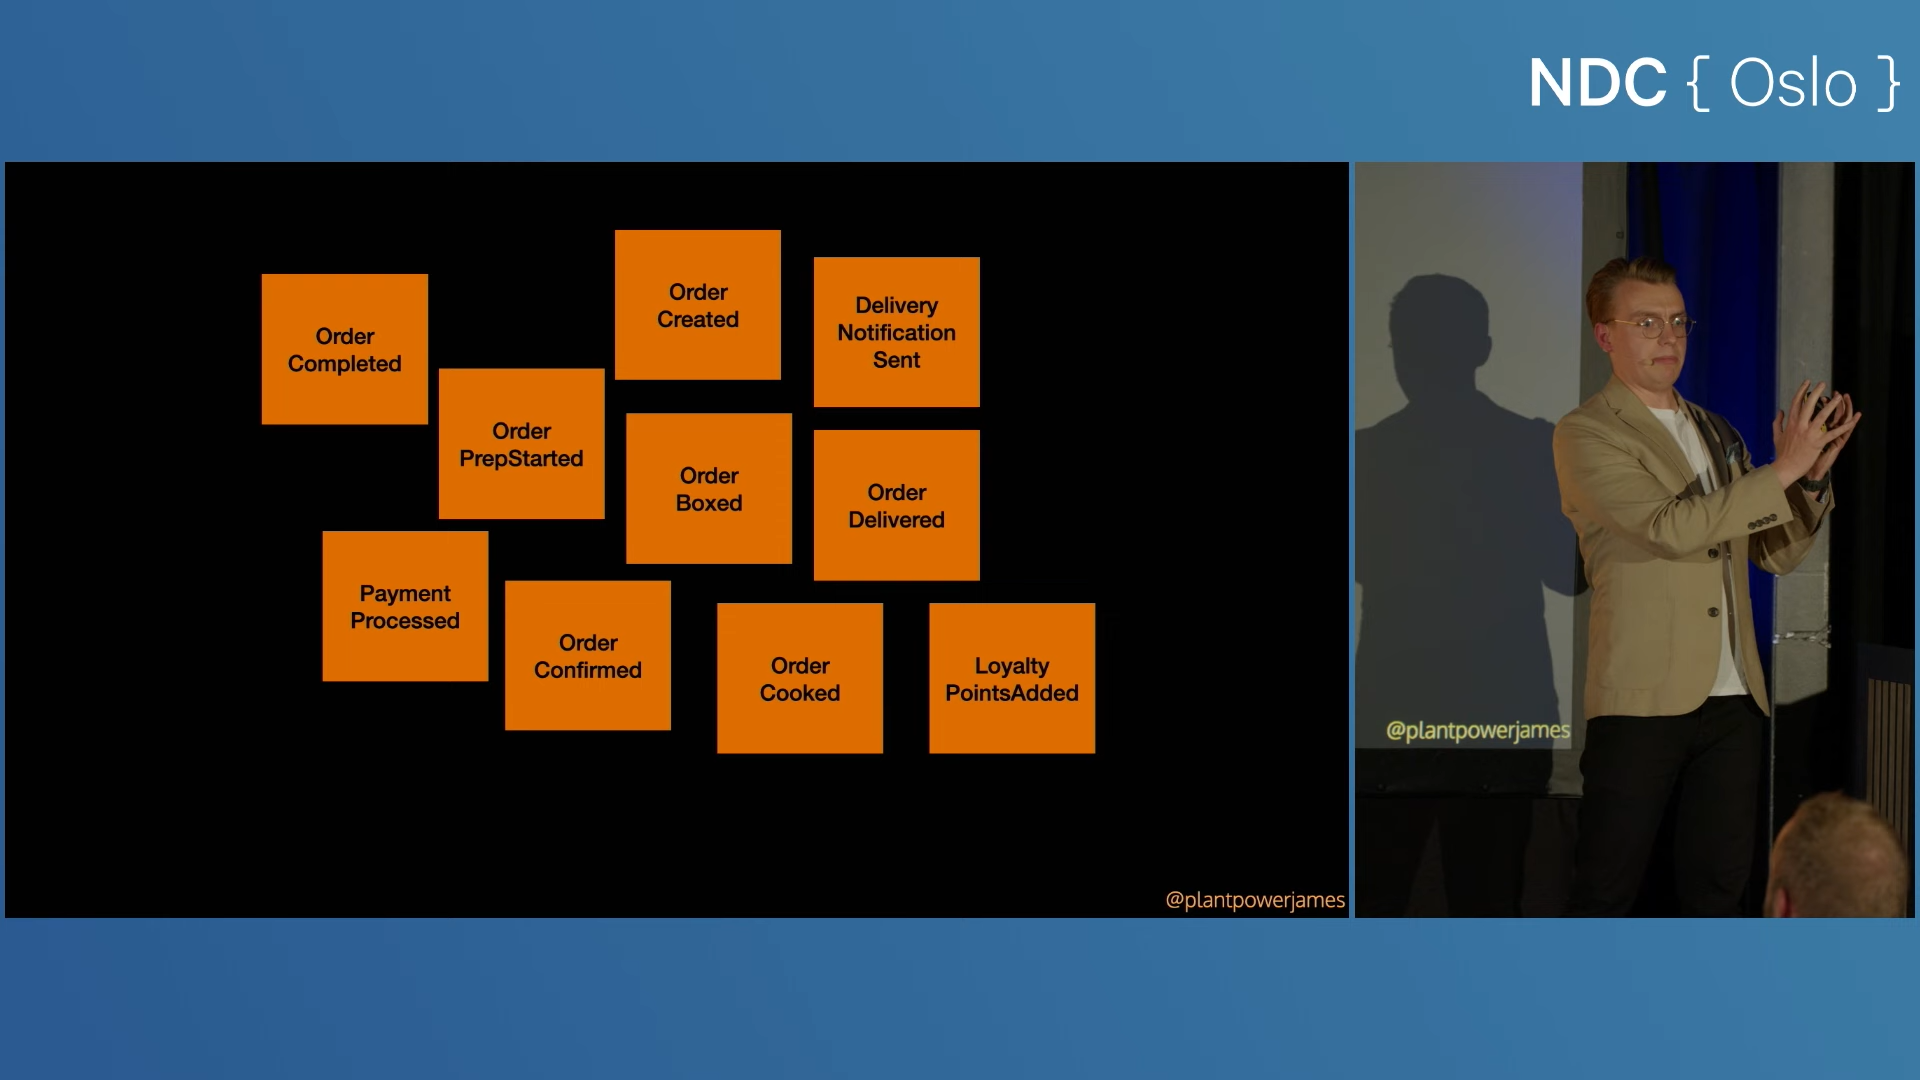 NDC { Oslo }
Order
Completed
Order
PrepStarted
Order
Created
Delivery
Notification
Sent
Order
Boxed
Order
Delivered
Payment
Processed
Order
Confirmed
Order
Cooked
Loyalty
PointsAdded
@plantpowerjames
@plantpowerjames